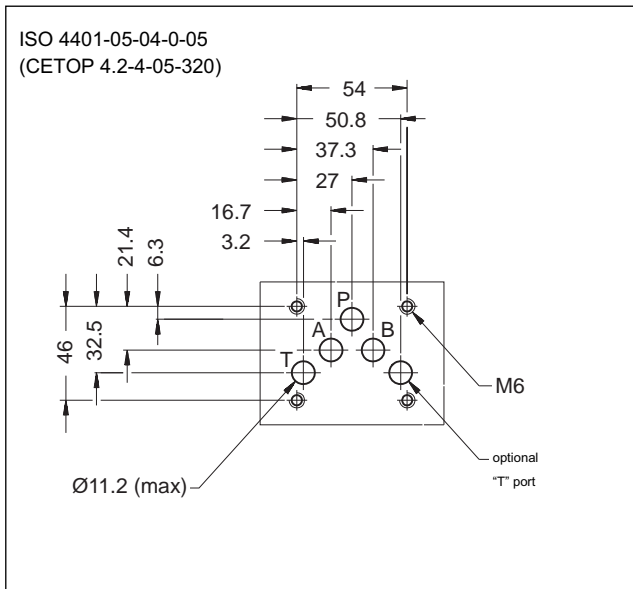 ISO 4401-05-04-0-05
(CETOP 4.2-4-05-320)
54
50.8
37.3
27
16.7
3.2
21.4
6.3
46
32.5
P
A
B
T
M6
Ø11.2 (max)
optional
“T” port